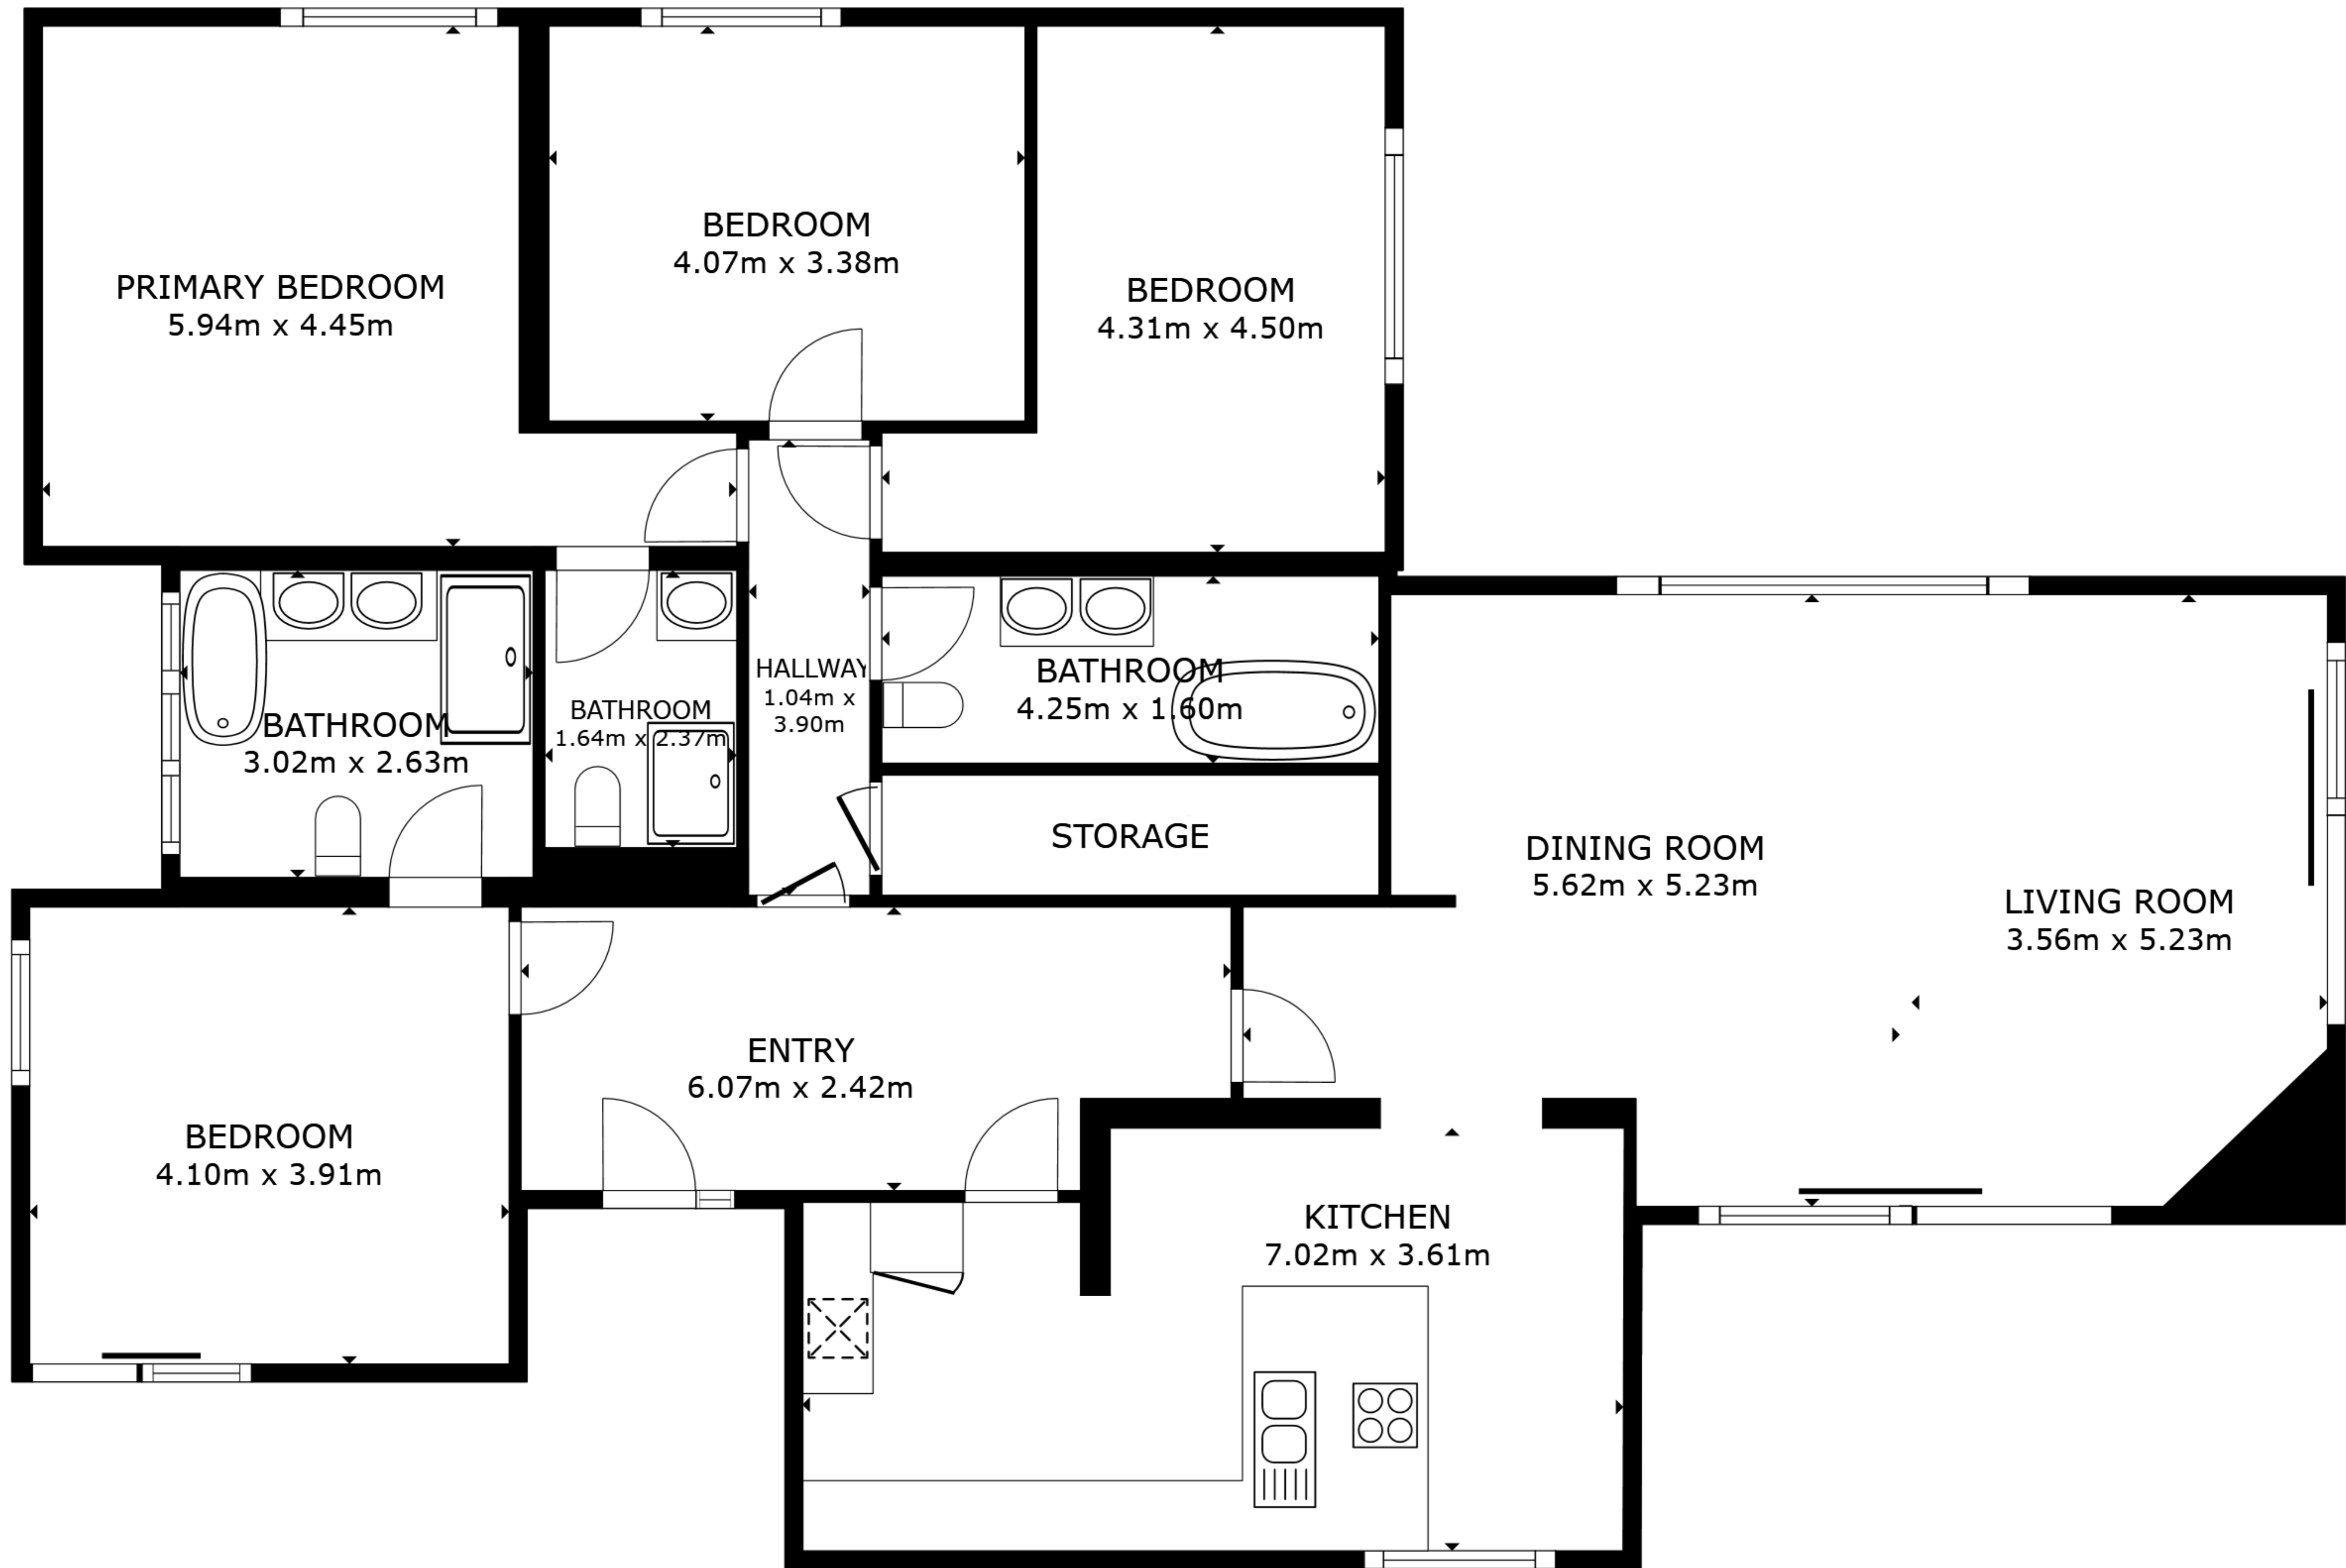 BEDROOM
4.07m x 3.38m
PRIMARY BEDROOM
5.94m x 4.45m
BEDROOM
4.31m x 4.50m
BATHROOM
3.02m x 2.63m
BATHROOM
1.64m x 2.37m
HALLWAY
1.04m x
3.90m
BATHROOM
4.25m x 1.60m
STORAGE
DINING ROOM
5.62m x 5.23m
LIVING ROOM
3.56m x 5.23m
ENTRY
6.07m x 2.42m
BEDROOM
4.10m x 3.91m
KITCHEN
7.02m x 3.61m